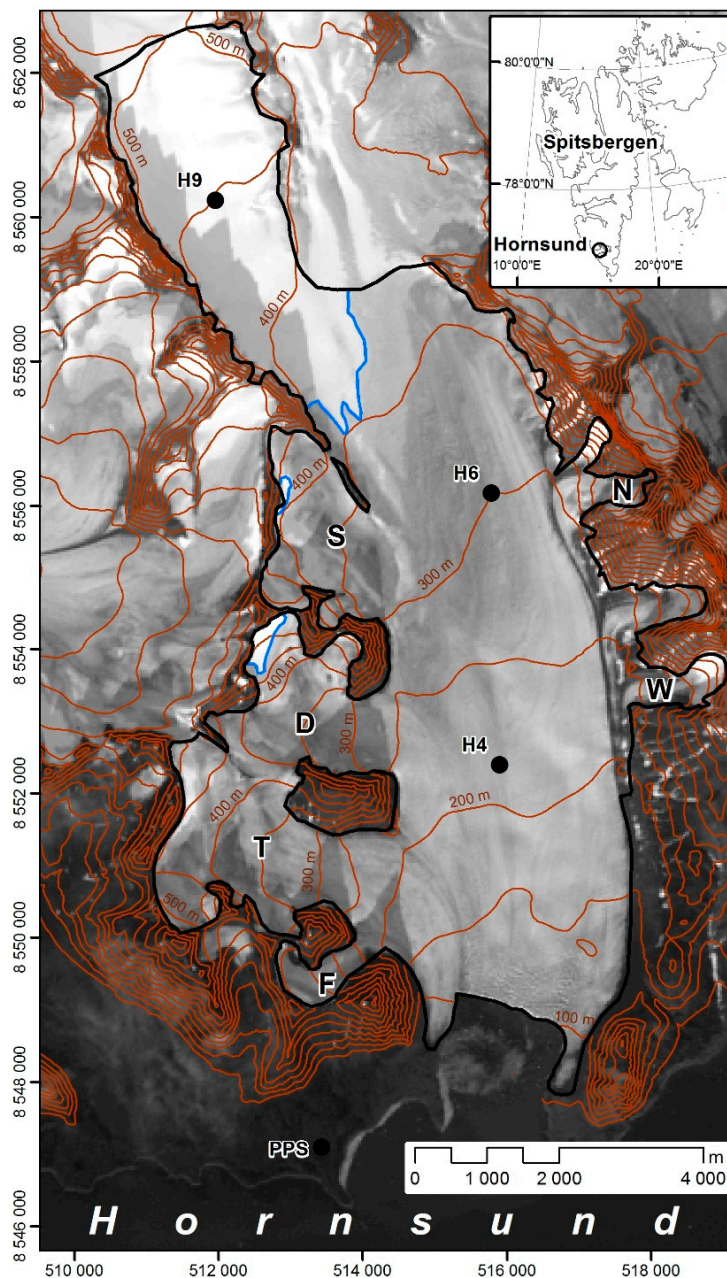 8 562 000
8 560 000
8 558 000
8 556 000
8 554 000
8 552 000
8 550 000
8 548 000
8 546 000
500 m
500 m
80°0'0"N
Spitsbergen
78°0'0"N
Hornsund
10°0'0"E
20°0'0"E
H9
400 m
400 m
H6
N
S
300 m
400 m
W
D
300 m
H4
200 m
400 m
T
300 m
500 m
F
100 m
PPS
m
0 1 000 2 000 4 000
Hornsund
510 000 512 000 514 000 516 000 518 000